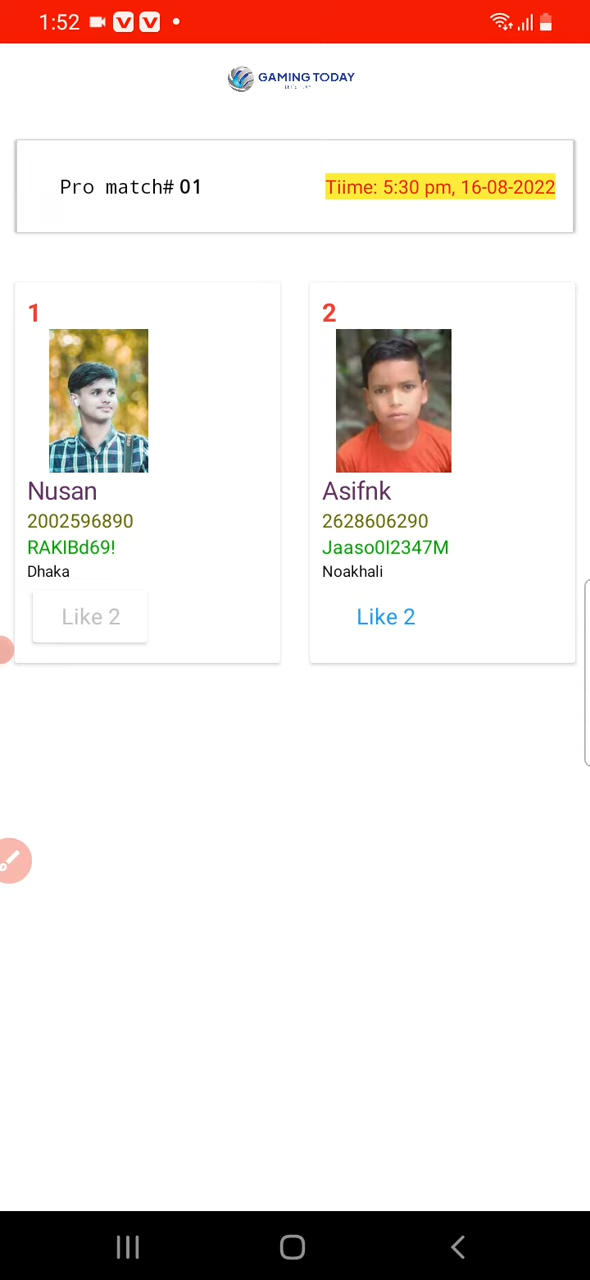 1:52
GAMING TODAY
Pro match# 01
Tiime: 5:30 pm, 16-08-2022
1
Nusan
2002596890
RAKIBd69!
Dhaka
Like 2
2
Asifnk
2628606290
Jaaso0I2347M
Noakhali
Like 2